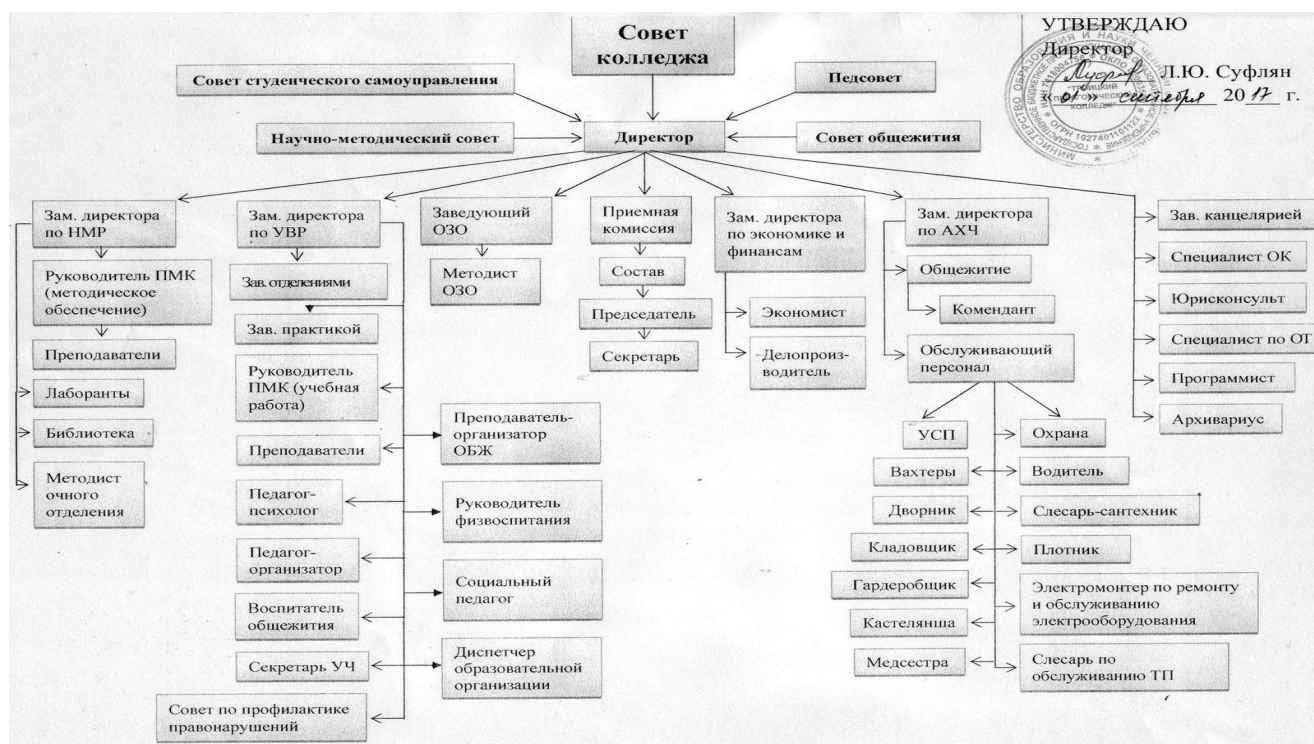 УТВЕРЖДАЮ
Директор
Л.Ю. Суфлян
« 01 » сентября 20 17 г.
Совет
колледжа
Совет студенческого самоуправления
Педсовет
Научно-методический совет
Директор
Совет общежития
Зам. директора
по НМР
Руководитель ПМК
(методическое
обеспечение)
Преподаватели
Лаборанты
Библиотека
Методист
очного
отделения
Зам. директора
по УВР
Зав. отделениями
Зав. практикой
Руководитель
ПМК (учебная
работа)
Преподаватели
Педагог-
психолог
Педагог-
организатор
Воспитатель
общежития
Секретарь УЧ
Совет по профилактике
правонарушений
Преподаватель-
организатор
ОБЖ
Руководитель
физвоспитания
Социальный
педагог
Диспетчер
образовательной
организации
Заведующий
ОЗО
Методист
ОЗО
Приемная
комиссия
Состав
Председатель
Секретарь
Зам. директора
по экономике и
финансам
Экономист
Делопроиз-
водитель
Зам. директора
по АХЧ
Общежитие
Комендант
Обслуживающий
персонал
УСП
Вахтеры
Дворник
Кладовщик
Гардеробщик
Кастелянша
Медсестра
Охрана
Водитель
Слесарь-сантехник
Плотник
Электромонтер по ремонту
и обслуживанию
электрооборудования
Слесарь по
обслуживанию ТП
Зав. канцелярией
Специалист ОК
Юрисконсульт
Специалист по ОТ
Программист
Архивариус